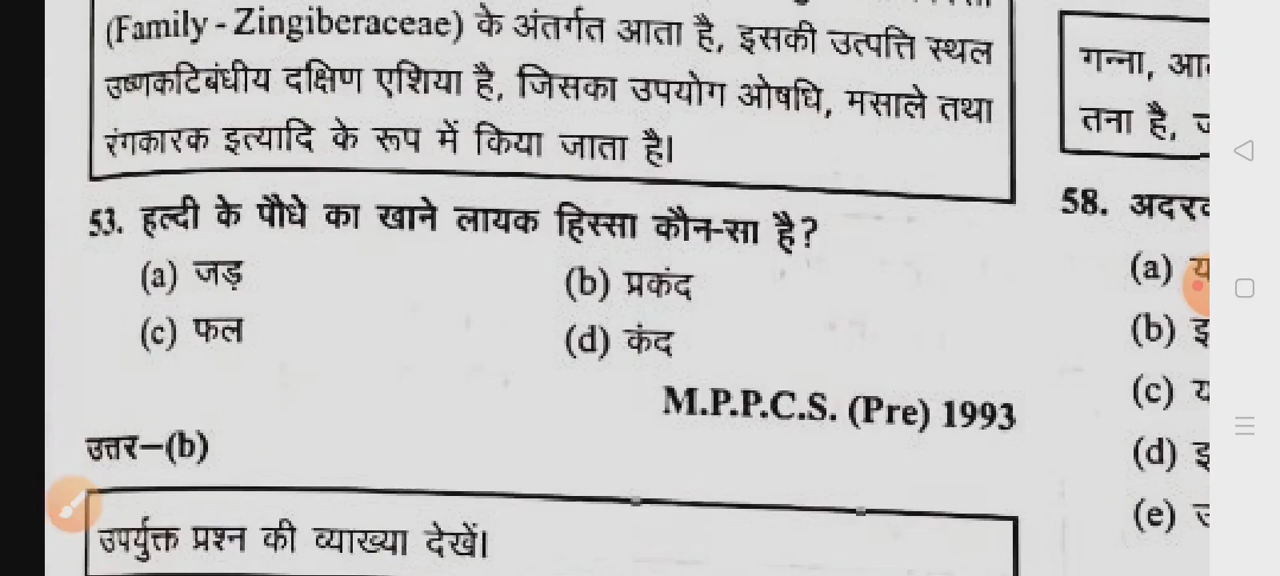 (Family - Zingiberaceae) के अंतर्गत आता है, इसकी उत्पत्ति स्थल
उष्णकटिबंधीय दक्षिण एशिया है, जिसका उपयोग ओषधि, मसाले तथा
रंगकारक इत्यादि के रूप में किया जाता है।
53. हल्दी के पौधे का खाने लायक हिस्सा कौन-सा है?
(a) जड़
(b) प्रकंद
(c) फल
(d) कंद
M.P.P.C.S. (Pre) 1993
उत्तर–(b)
उपर्युक्त प्रश्न की व्याख्या देखें।
गन्ना,
तना है,
58.
(a)
(b)
(c)
(d)
(e)